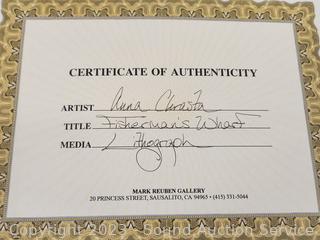 CERTIFICATE OF AUTHENTICITY
ARTIST Anna
TITLE Fisherman's Wharf
MEDIA Lithograph
MARK REUBEN GALLERY
20 PRINCESS STREET, SAUSALITO, CA 94965 • (415) 331-5044
Copyright 2023 Sound Auction Service